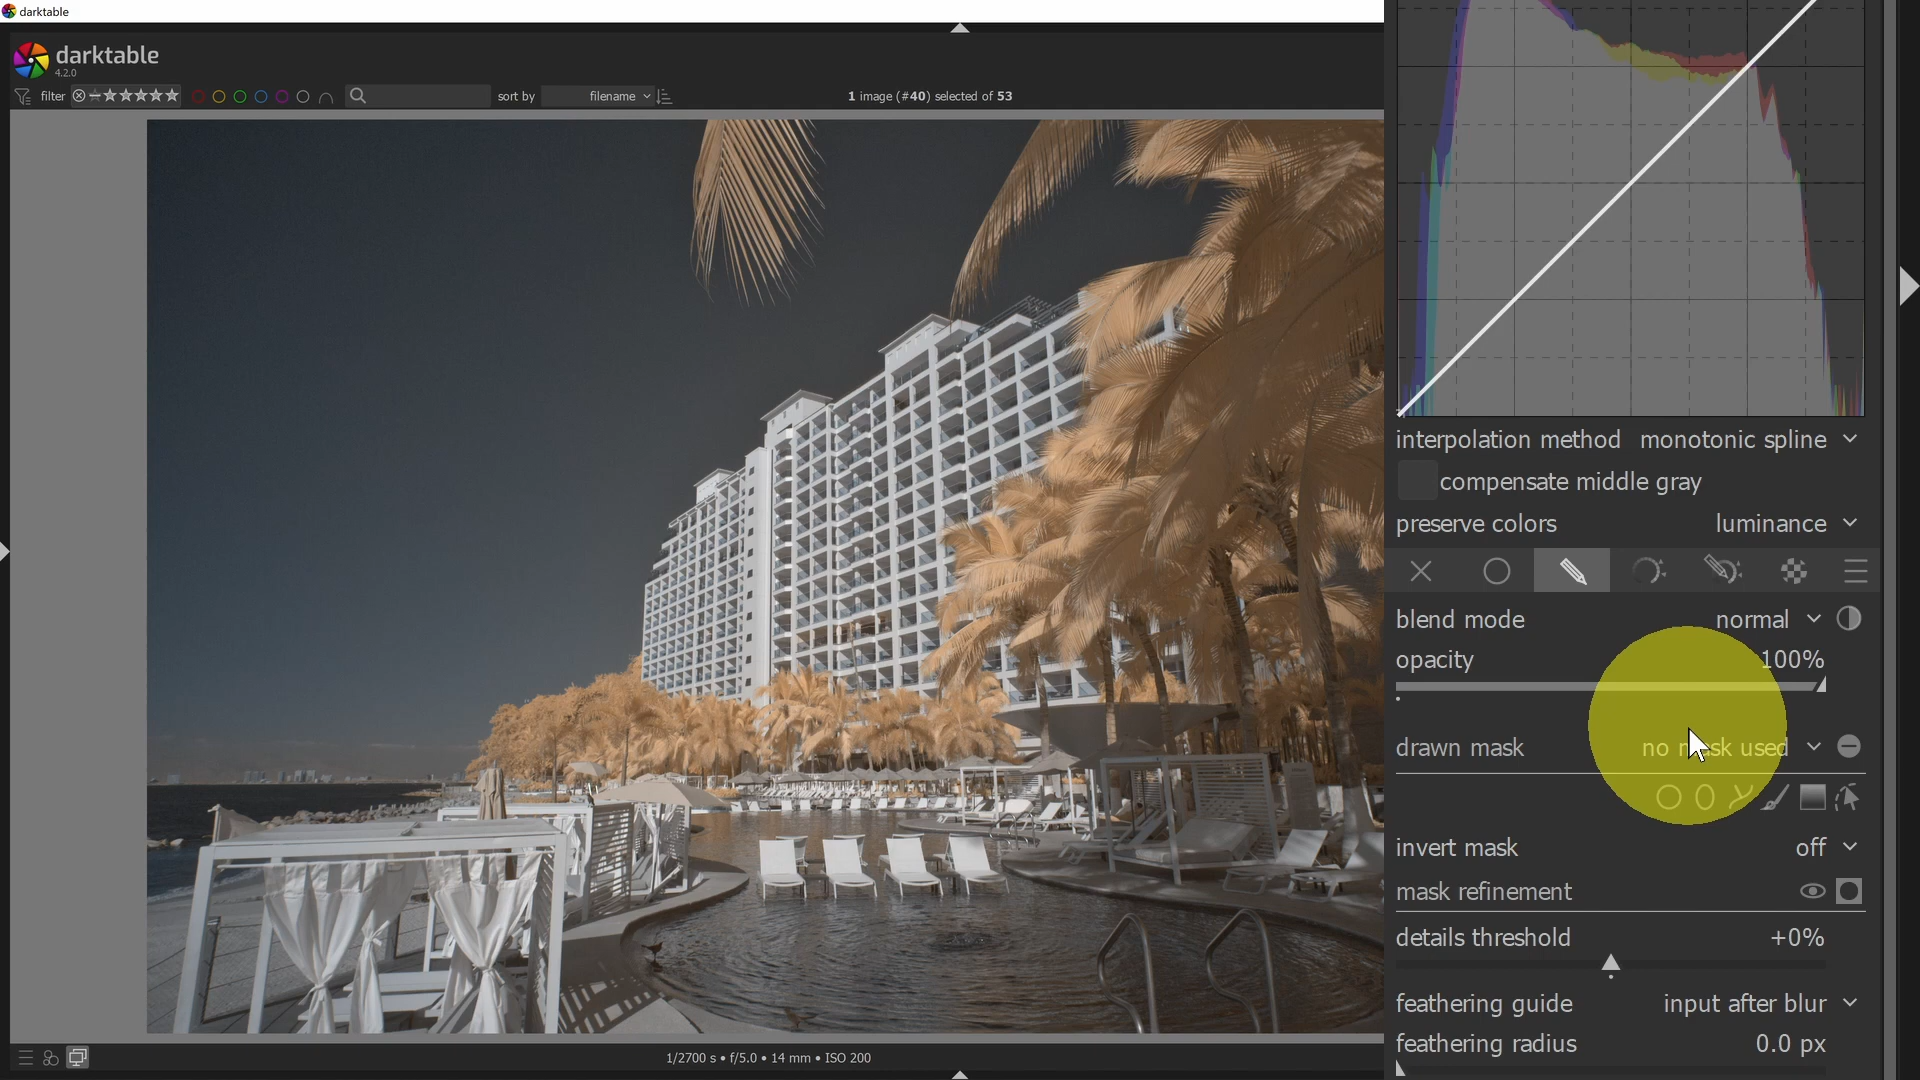 darktable
darktable
4.2.0
filter
sort by filename
1 image (#40) selected of 53
interpolation method monotonic spline
compensate middle gray
preserve colors luminance
blend mode normal
opacity 100%
drawn mask no mask used
invert mask off
mask refinement
details threshold +0%
feathering guide input after blur
feathering radius 0.0 px
1/2700 s • f/5.0 • 14 mm • ISO 200